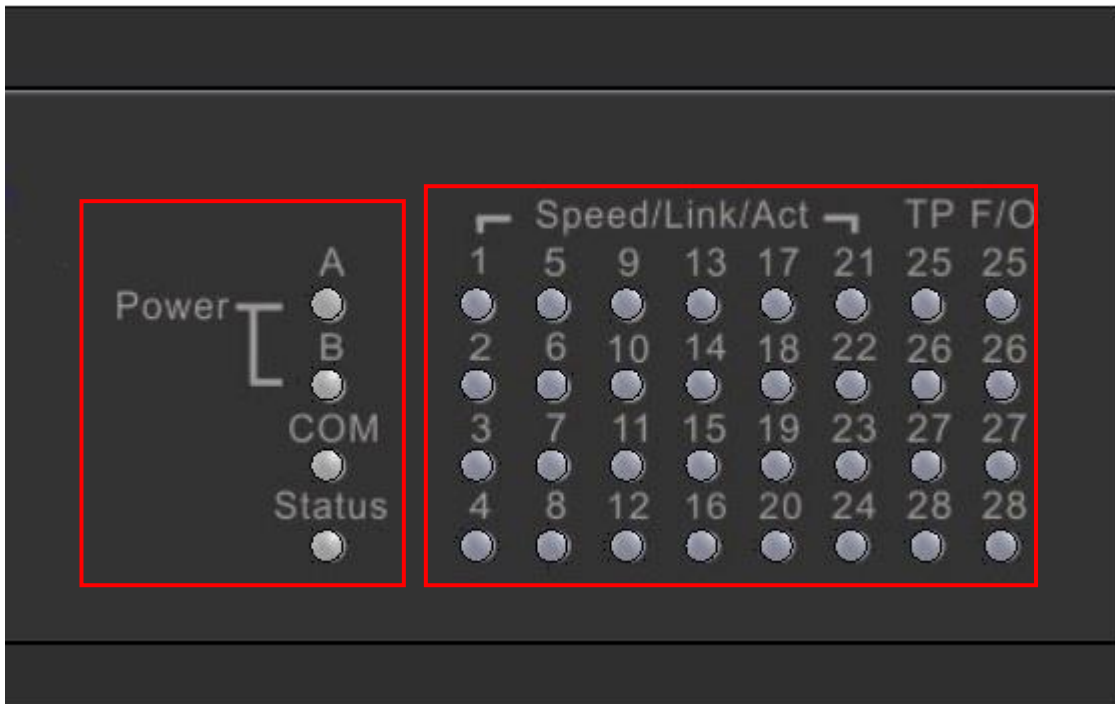 Speed/Link/Act TP F/O
A 1 5 9 13 17 21 25 25
Power
B 2 6 10 14 18 22 26 26
COM 3 7 11 15 19 23 27 27
Status 4 8 12 16 20 24 28 28